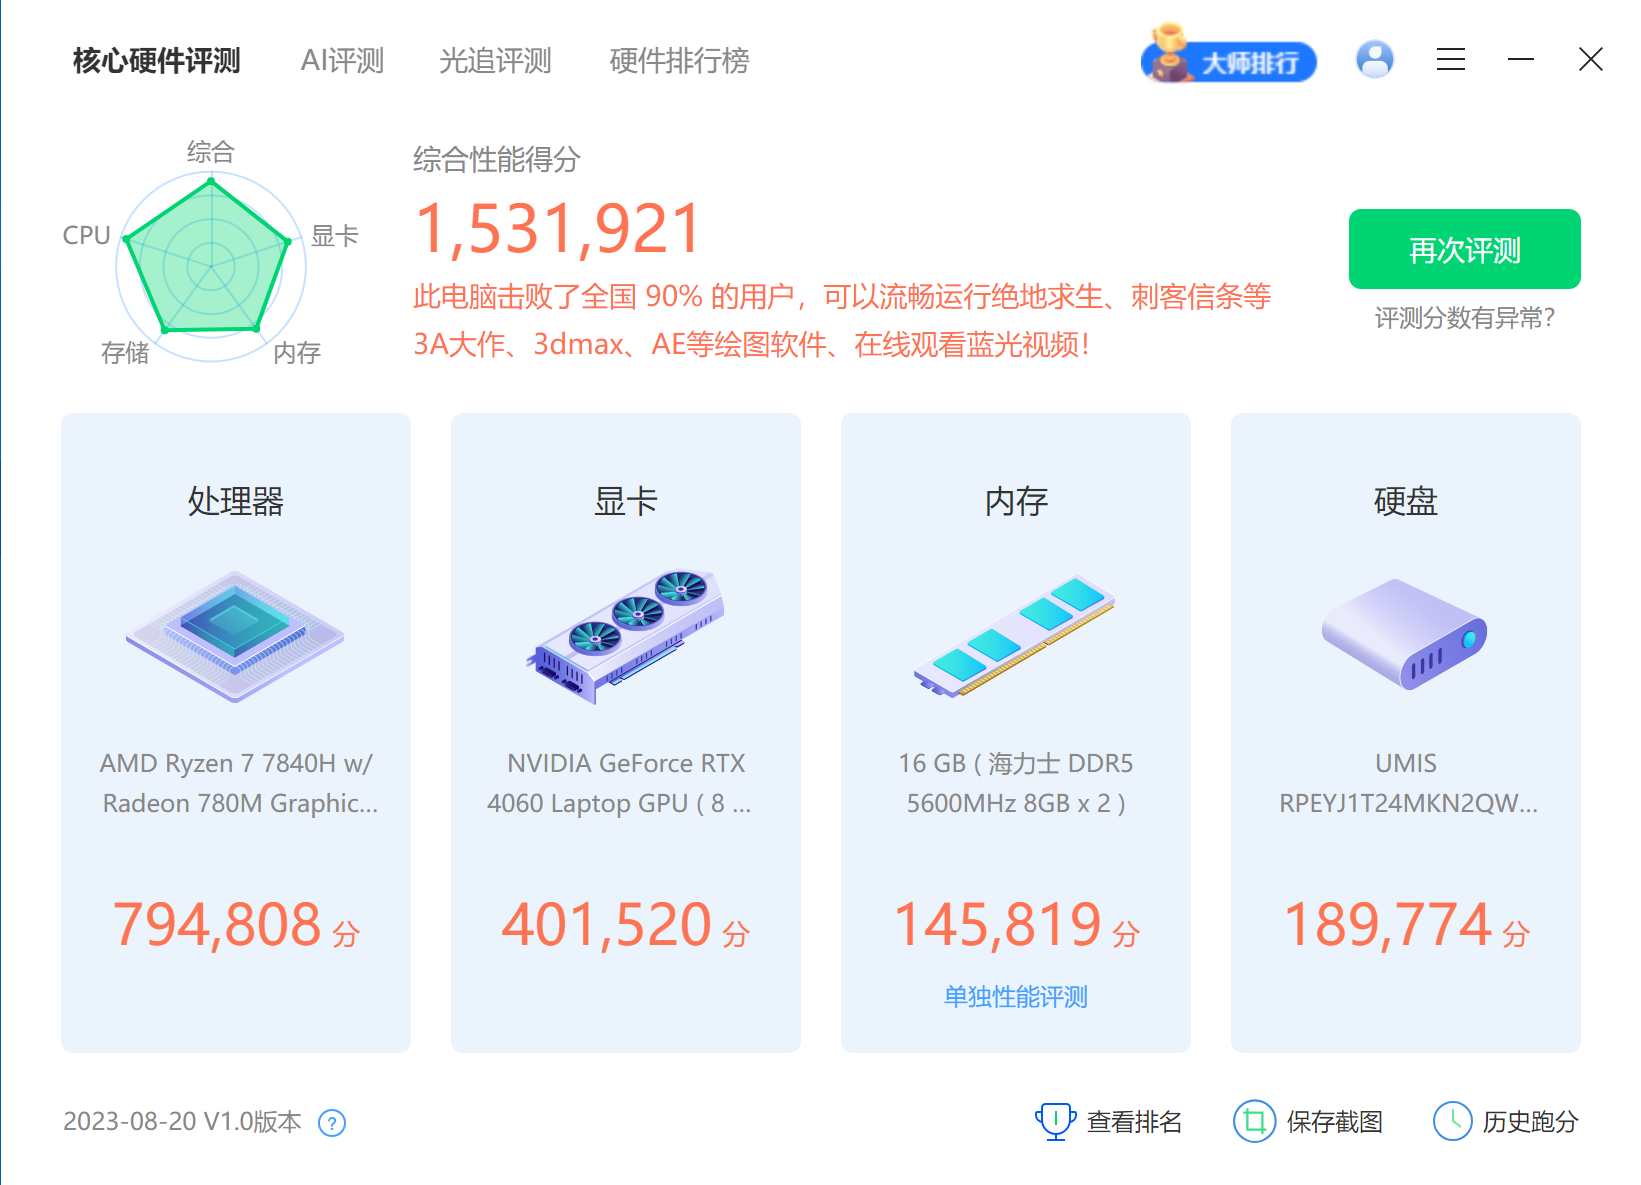 核心硬件评测
AI评测
光追评测
硬件排行榜
大师排行
综合
CPU
显卡
存储
内存
综合性能得分
1,531,921
此电脑击败了全国 90% 的用户，可以流畅运行绝地求生、刺客信条等
3A大作、3dmax、AE等绘图软件、在线观看蓝光视频！
再次评测
评测分数有异常?
处理器
AMD Ryzen 7 7840H w/
Radeon 780M Graphic...
794,808 分
显卡
NVIDIA GeForce RTX
4060 Laptop GPU ( 8 ...
401,520 分
内存
16 GB ( 海力士 DDR5
5600MHz 8GB x 2 )
145,819 分
单独性能评测
硬盘
UMIS
RPEYJ1T24MKN2QW...
189,774 分
2023-08-20 V1.0版本 ?
查看排名
保存截图
历史跑分